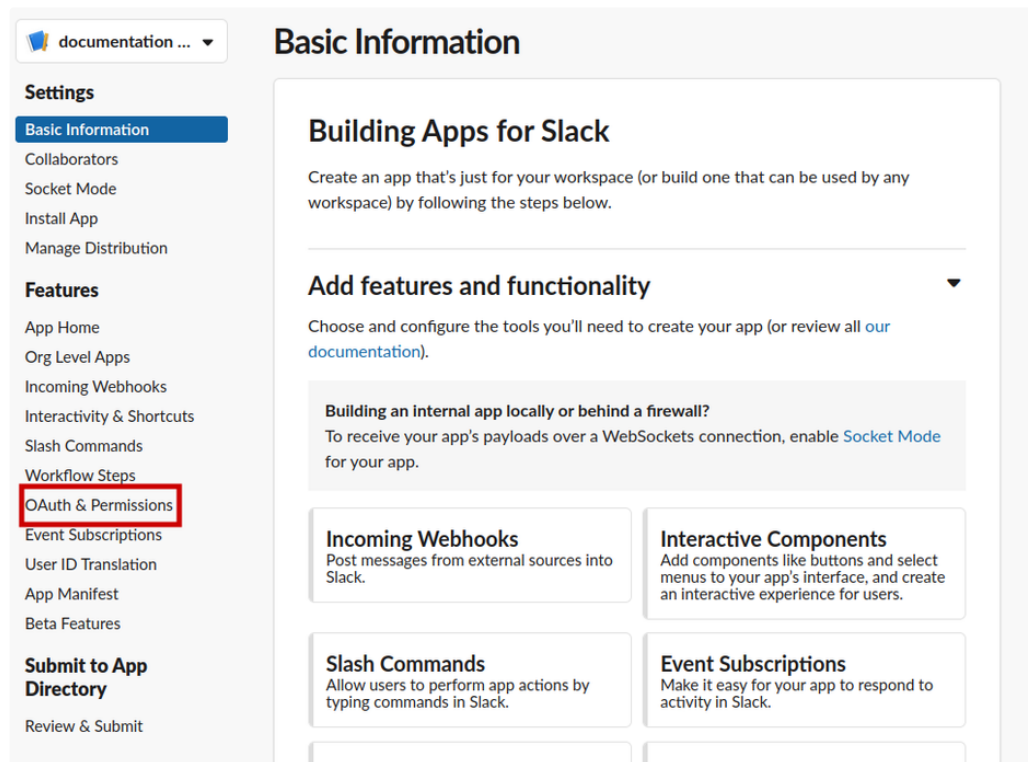 documentation ...
Settings
Basic Information
Collaborators
Socket Mode
Install App
Manage Distribution
Features
App Home
Org Level Apps
Incoming Webhooks
Interactivity & Shortcuts
Slash Commands
Workflow Steps
OAuth & Permissions
Event Subscriptions
User ID Translation
App Manifest
Beta Features
Submit to App
Directory
Review & Submit
Basic Information
Building Apps for Slack
Create an app that's just for your workspace (or build one that can be used by any
workspace) by following the steps below.
Add features and functionality
Choose and configure the tools you'll need to create your app (or review all our
documentation).
Building an internal app locally or behind a firewall?
To receive your app's payloads over a WebSockets connection, enable Socket Mode
for your app.
Incoming Webhooks
Post messages from external sources into
Slack.
Interactive Components
Add components like buttons and select
menus to your app's interface, and create
an interactive experience for users.
Slash Commands
Allow users to perform app actions by
typing commands in Slack.
Event Subscriptions
Make it easy for your app to respond to
activity in Slack.